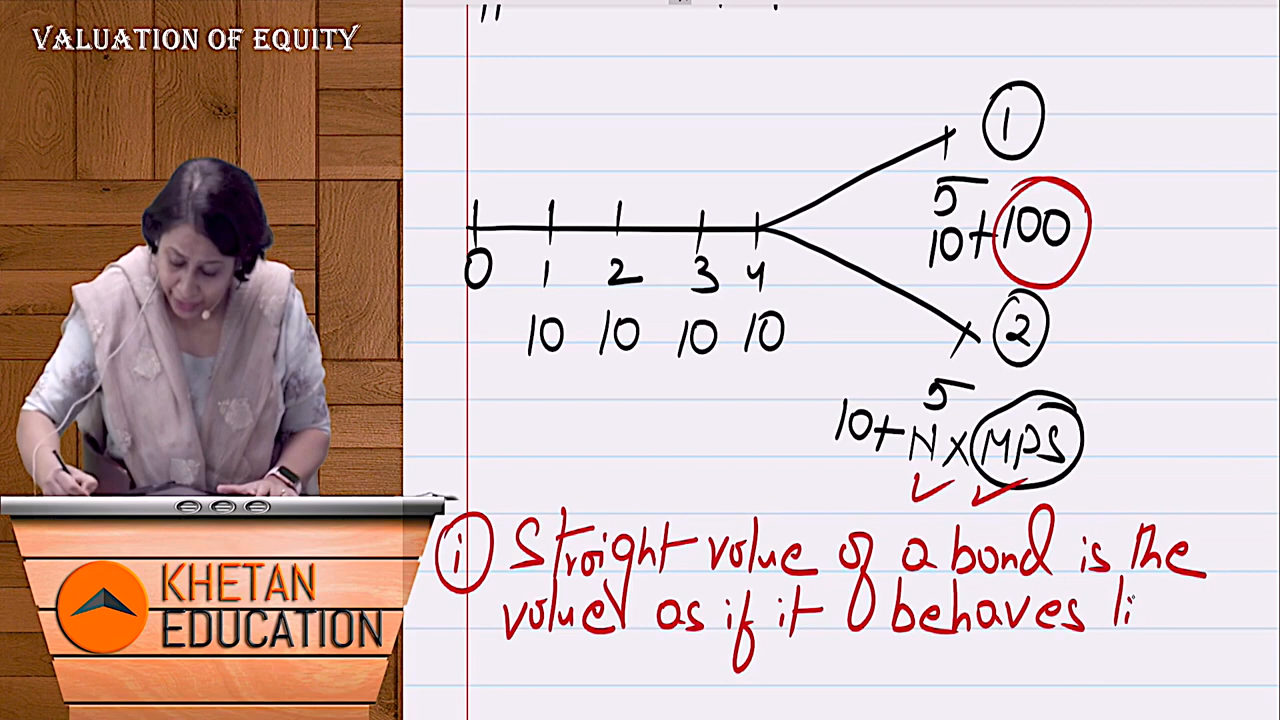 VALUATION OF EQUITY
1
5
10+100
0 1 2 3 4
10 10 10 10
2
5
10+N×MPS
i) Straight value of a bond is the
value as if it behaves li
KHETAN
EDUCATION